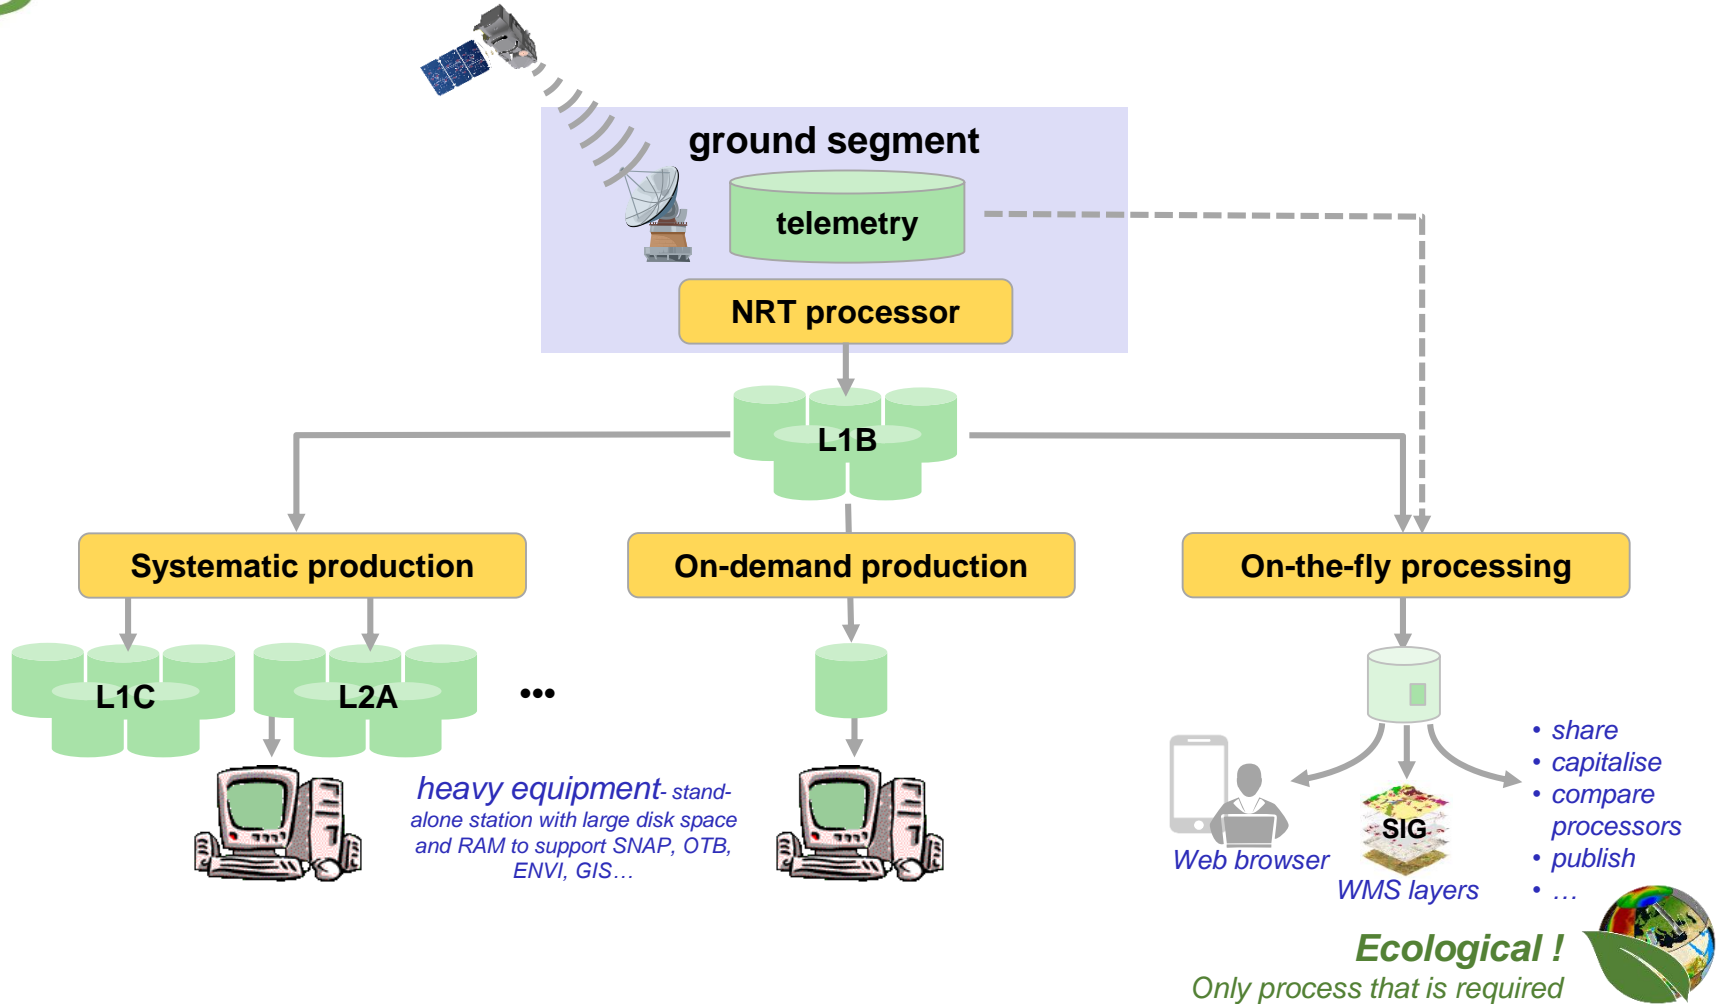 ground segment
telemetry
NRT processor
L1B
Systematic production
On-demand production
On-the-fly processing
L1C
L2A
•••
heavy equipment- stand-
alone station with large disk space
and RAM to support SNAP, OTB,
ENVI, GIS…
Web browser
SIG
WMS layers
• share
• capitalise
• compare
processors
• publish
• …
Ecological !
Only process that is required